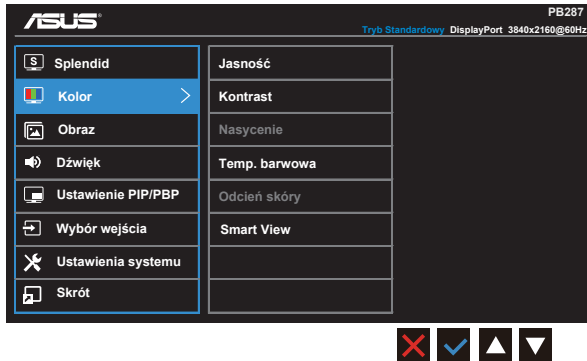 ASUS
PB287
Tryb Standardowy DisplayPort 3840x2160@60Hz
S Splendid
Kolor
Obraz
Dźwięk
Ustawienie PIP/PBP
Wybór wejścia
Ustawienia systemu
Skrót
Jasność
Kontrast
Nasycenie
Temp. barwowa
Odcień skóry
Smart View